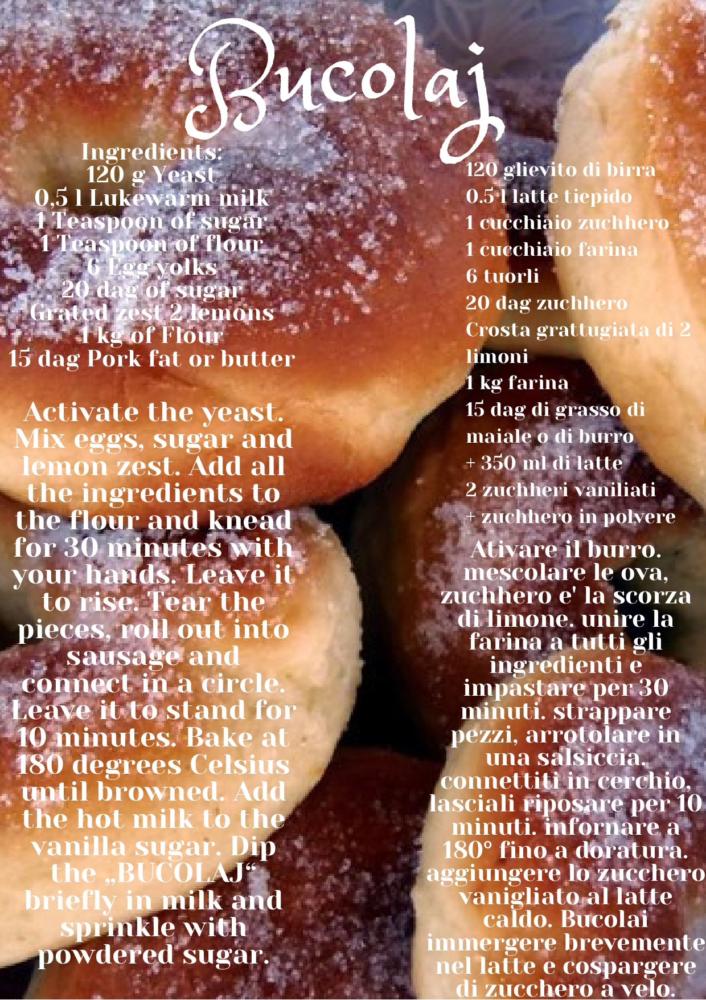 Bucolaj
Ingredients:
120 g Yeast
0,5 l Lukewarm milk
1 Teaspoon of sugar
1 Teaspoon of flour
6 Egg yolks
20 dag of sugar
Grated zest 2 lemons
1 kg of Flour
15 dag Pork fat or butter
Activate the yeast.
Mix eggs, sugar and
lemon zest. Add all
the ingredients to
the flour and knead
for 30 minutes with
your hands. Leave it
to rise. Tear the
pieces, roll out into
sausage and
connect in a circle.
Leave it to stand for
10 minutes. Bake at
180 degrees Celsius
until browned. Add
the hot milk to the
vanilla sugar. Dip
the „BUCOLAJ“
briefly in milk and
sprinkle with
powdered sugar.
120 glievito di birra
0.5 l latte tiepido
1 cucchiaio zuchhero
1 cucchiaio farina
6 tuorli
20 dag zuchhero
Crosta grattugiata di 2
limoni
1 kg farina
15 dag di grasso di
maiale o di burro
+ 350 ml di latte
2 zuchheri vaniliati
+ zuchhero in polvere
Ativare il burro.
mescolare le ova,
zuchhero e' la scorza
di limone. unire la
farina a tutti gli
ingredienti e
impastare per 30
minuti. strappare
pezzi, arrotolare in
una salsiccia.
connettiti in cerchio,
lasciali riposare per 10
minuti. infornare a
180° fino a doratura.
aggiungere lo zucchero
vanigliato al latte
caldo. Bucolai
immergere brevemente
nel latte e cospargere
di zucchero a velo.